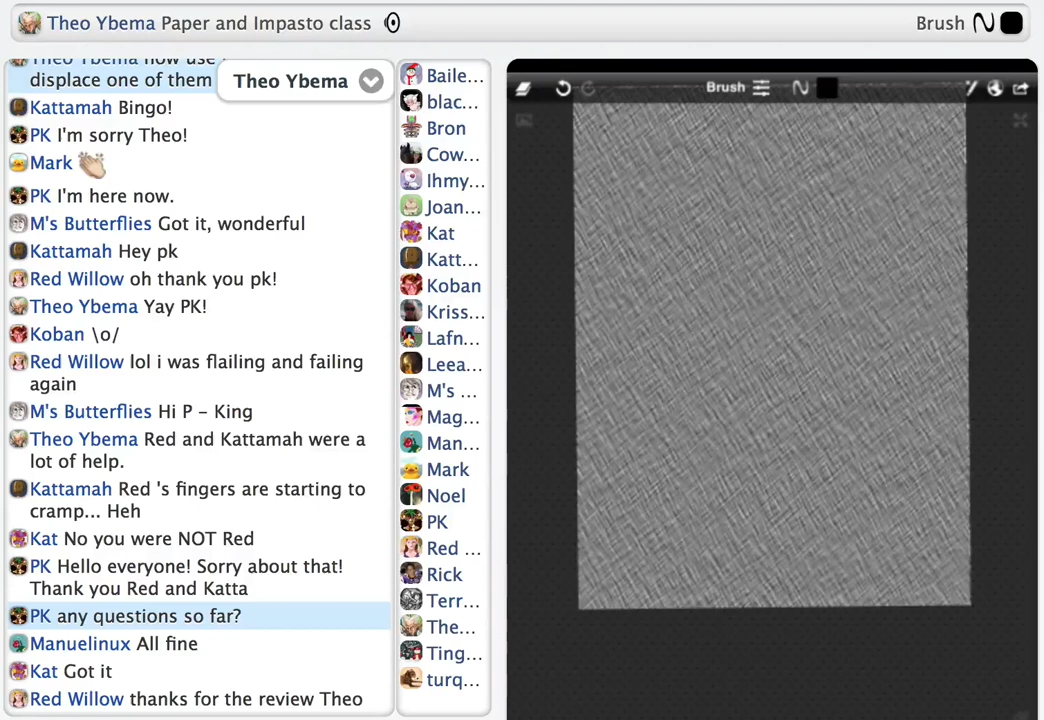 Theo Ybema Paper and Impasto class
Brush
Theo Ybema now use
displace one of them
Theo Ybema
Kattamah Bingo!
PK I'm sorry Theo!
Mark
PK I'm here now.
M's Butterflies Got it, wonderful
Kattamah Hey pk
Red Willow oh thank you pk!
Theo Ybema Yay PK!
Koban \o/
Red Willow lol i was flailing and failing
again
M's Butterflies Hi P – King
Theo Ybema Red and Kattamah were a
lot of help.
Kattamah Red 's fingers are starting to
cramp... Heh
Kat No you were NOT Red
PK Hello everyone! Sorry about that!
Thank you Red and Katta
PK any questions so far?
Manuelinux All fine
Kat Got it
Red Willow thanks for the review Theo
Baile...
blac...
Bron
Cow...
Ihmy...
Joan...
Kat
Katt...
Koban
Kriss...
Lafn...
Leea...
M's ...
Mag...
Man...
Mark
Noel
PK
Red ...
Rick
Terr...
The...
Ting...
turq...
Brush